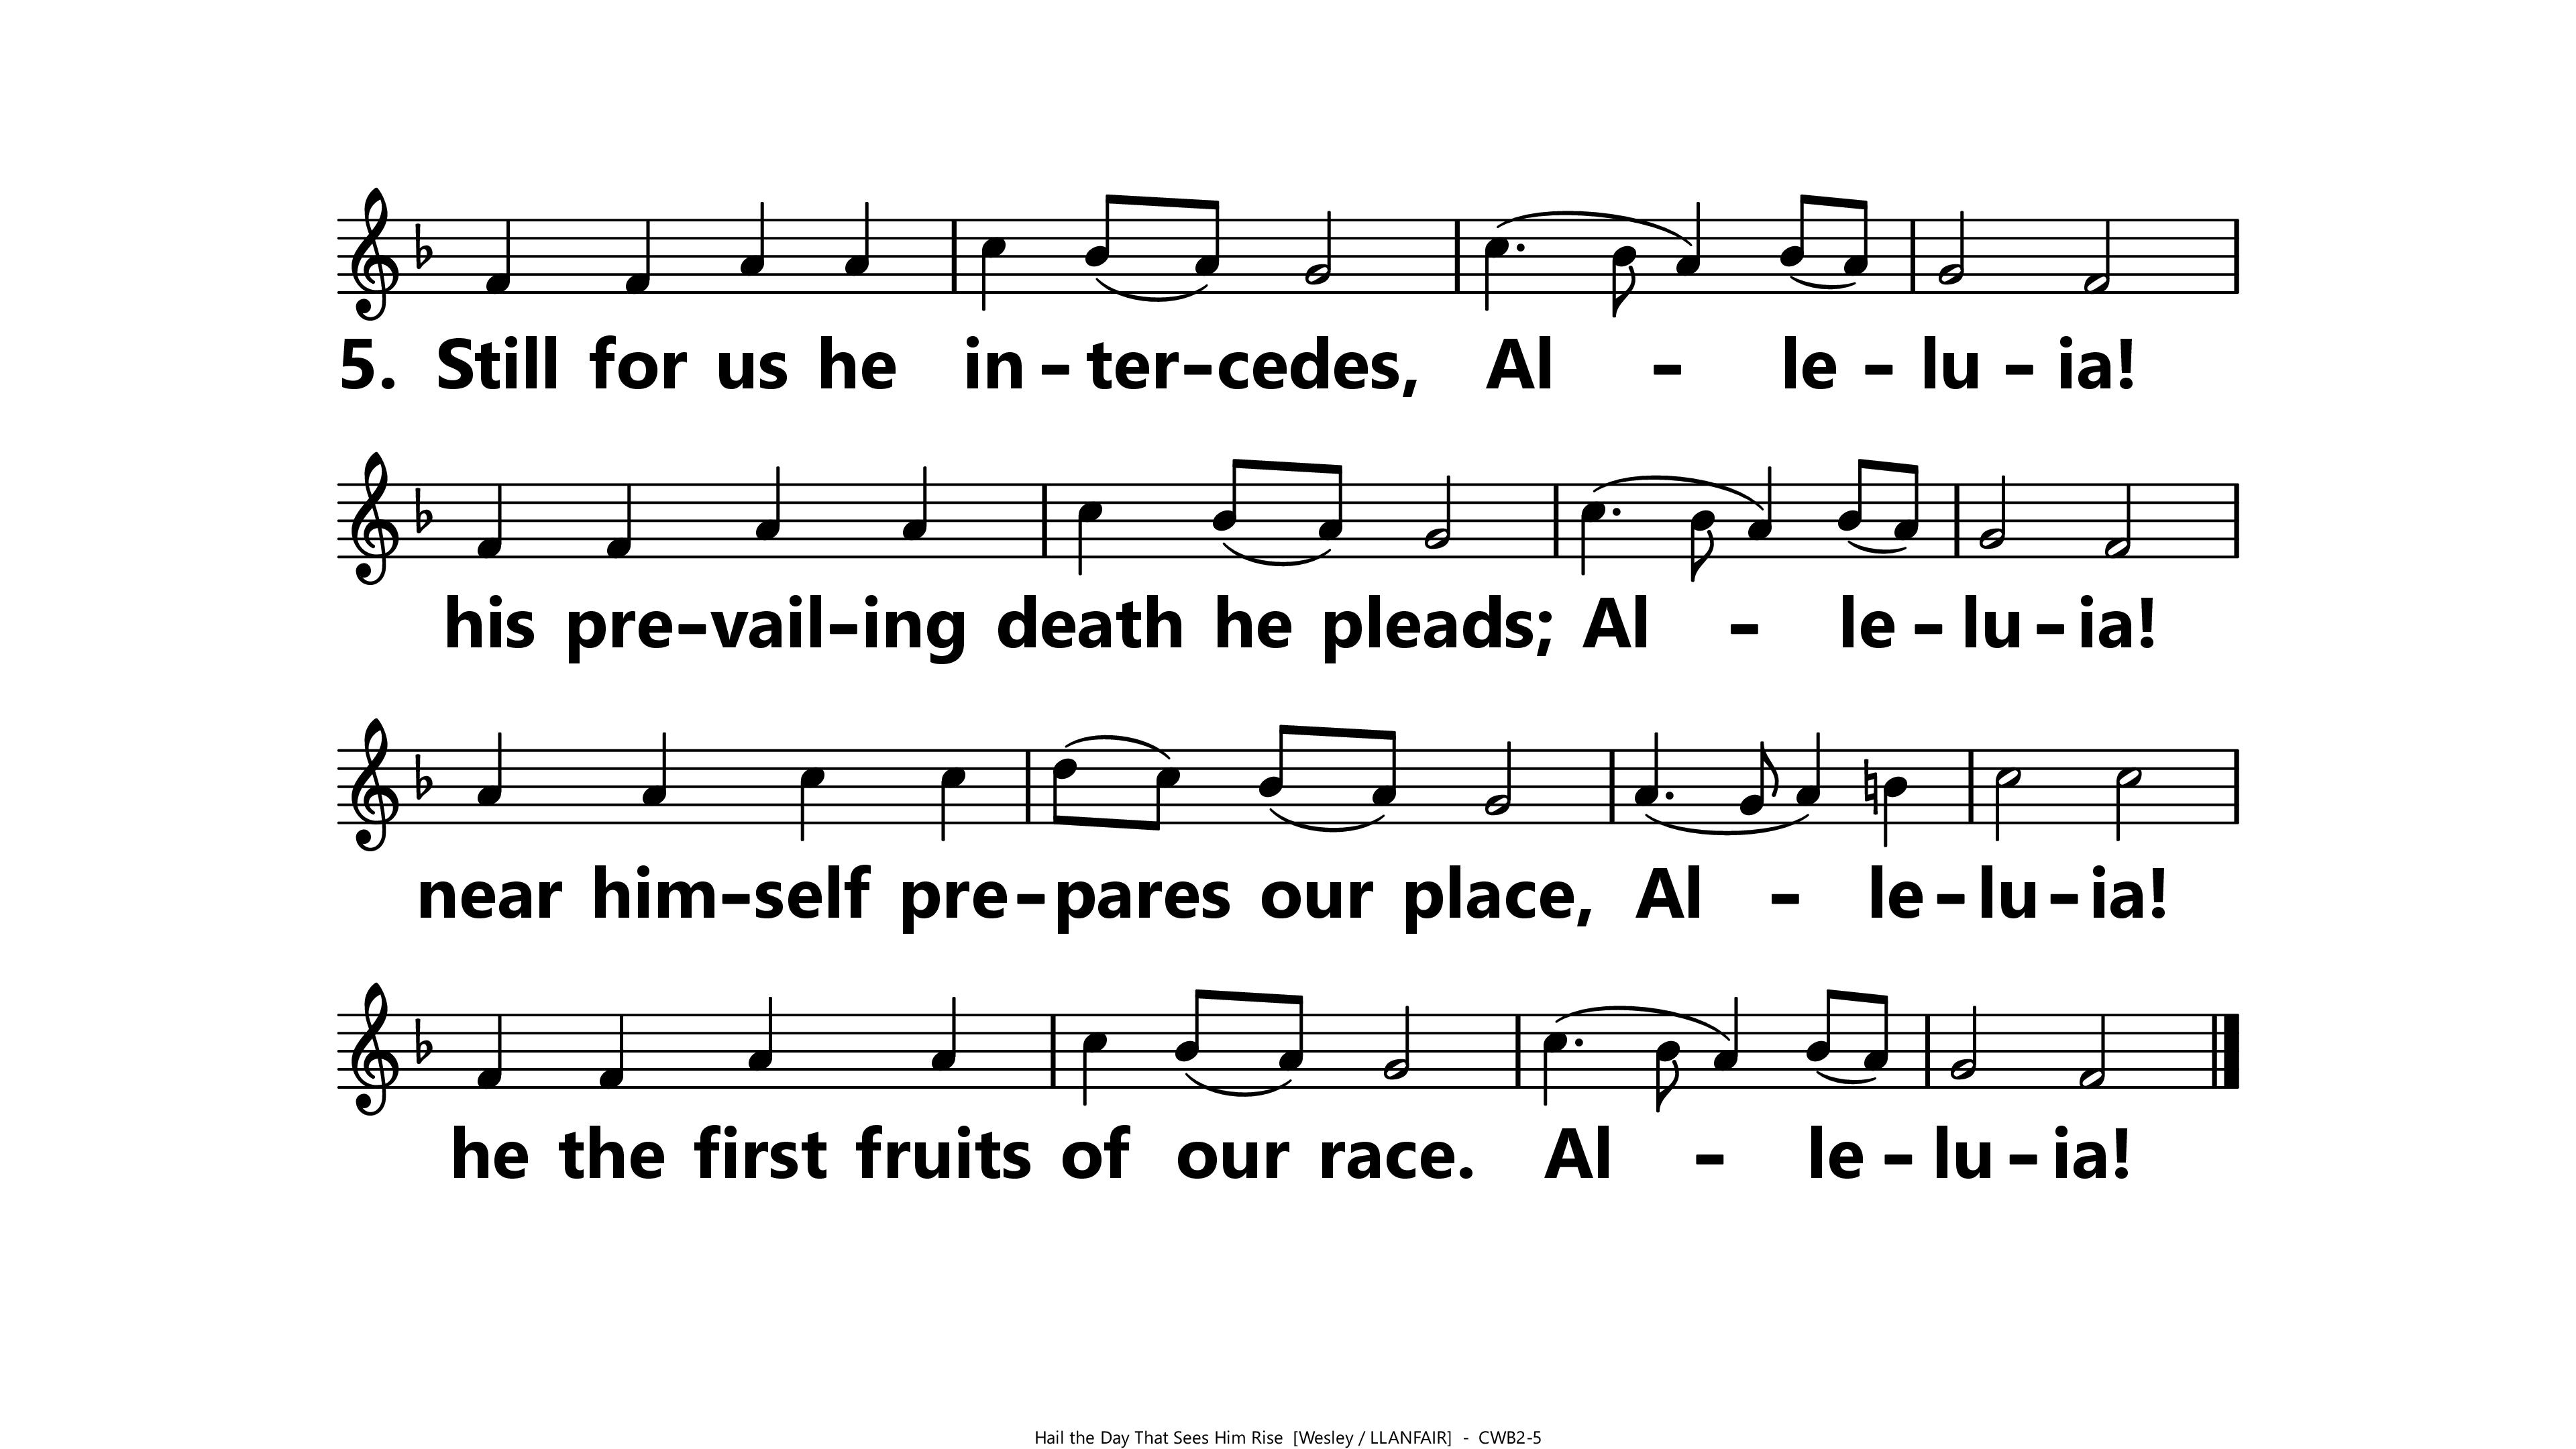 5. Still for us he in - ter-cedes, Al - le - lu - ia!
his pre-vail-ing death he pleads; Al - le - lu - ia!
near him-self pre - pares our place, Al - le - lu - ia!
he the first fruits of our race. Al - le - lu - ia!
Hail the Day That Sees Him Rise [Wesley / LLANFAIR] - CWB2-5